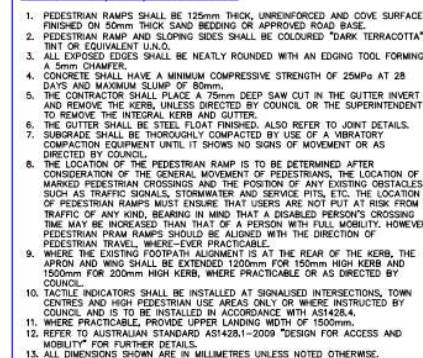 1. PEDESTRIAN RAMPS SHALL BE 125mm THICK, UNREINFORCED AND COVE SURFACE
FINISHED ON 50mm THICK SAND BEDDING OR APPROVED ROAD BASE.
2. PEDESTRIAN RAMP AND SLOPING SIDES SHALL BE COLOURED "DARK TERRACOTTA"
TINT OR EQUIVALENT U.N.O.
3. ALL EXPOSED EDGES SHALL BE NEATLY ROUNDED WITH AN EDGING TOOL FORMING
A 5mm CHAMFER.
4. CONCRETE SHALL HAVE A MINIMUM COMPRESSIVE STRENGTH OF 25MPa AT 28
DAYS AND MAXIMUM SLUMP OF 80mm.
5. THE CONTRACTOR SHALL PLACE A 75mm DEEP SAW CUT IN THE GUTTER INVERT
AND REMOVE THE KERB, UNLESS DIRECTED BY COUNCIL OR THE SUPERINTENDENT
TO REMOVE THE INTEGRAL KERB AND GUTTER.
6. THE GUTTER SHALL BE STEEL FLOAT FINISHED. ALSO REFER TO JOINT DETAILS.
7. SUBGRADE SHALL BE THOROUGHLY COMPACTED BY USE OF A VIBRATORY
COMPACTION EQUIPMENT UNTIL IT SHOWS NO SIGNS OF MOVEMENT OR AS
DIRECTED BY COUNCIL.
8. THE LOCATION OF THE PEDESTRIAN RAMP IS TO BE DETERMINED AFTER
CONSIDERATION OF THE GENERAL MOVEMENT OF PEDESTRIANS, THE LOCATION OF
MARKED PEDESTRIAN CROSSINGS AND THE POSITION OF ANY EXISTING OBSTACLES
SUCH AS TRAFFIC SIGNALS, STORMWATER AND SERVICE PITS, ETC. THE LOCATION
OF PEDESTRIAN RAMPS MUST ENSURE THAT USERS ARE NOT PUT AT RISK FROM
TRAFFIC OF ANY KIND, BEARING IN MIND THAT A DISABLED PERSON'S CROSSING
TIME MAY BE INCREASED THAN THAT OF A PERSON WITH FULL MOBILITY. HOWEVE
PEDESTRIAN PRAM RAMPS SHOULD BE ALIGNED WITH THE DIRECTION OF
PEDESTRIAN TRAVEL, WHERE-EVER PRACTICABLE.
9. WHERE THE EXISTING FOOTPATH ALIGNMENT IS AT THE REAR OF THE KERB, THE
APRON AND WING SHALL BE EXTENDED 1200mm FOR 150mm HIGH KERB AND
1500mm FOR 200mm HIGH KERB, WHERE PRACTICABLE OR AS DIRECTED BY
COUNCIL.
10. TACTILE INDICATORS SHALL BE INSTALLED AT SIGNALISED INTERSECTIONS, TOWN
CENTRES AND HIGH PEDESTRIAN USE AREAS ONLY OR WHERE INSTRUCTED BY
COUNCIL AND IS TO BE INSTALLED IN ACCORDANCE WITH AS1428.4.
11. WHERE PRACTICABLE, PROVIDE UPPER LANDING WIDTH OF 1500mm.
12. REFER TO AUSTRALIAN STANDARD AS1428.1-2009 "DESIGN FOR ACCESS AND
MOBILITY" FOR FURTHER DETAILS.
13. ALL DIMENSIONS SHOWN ARE IN MILLIMETRES UNLESS NOTED OTHERWISE.